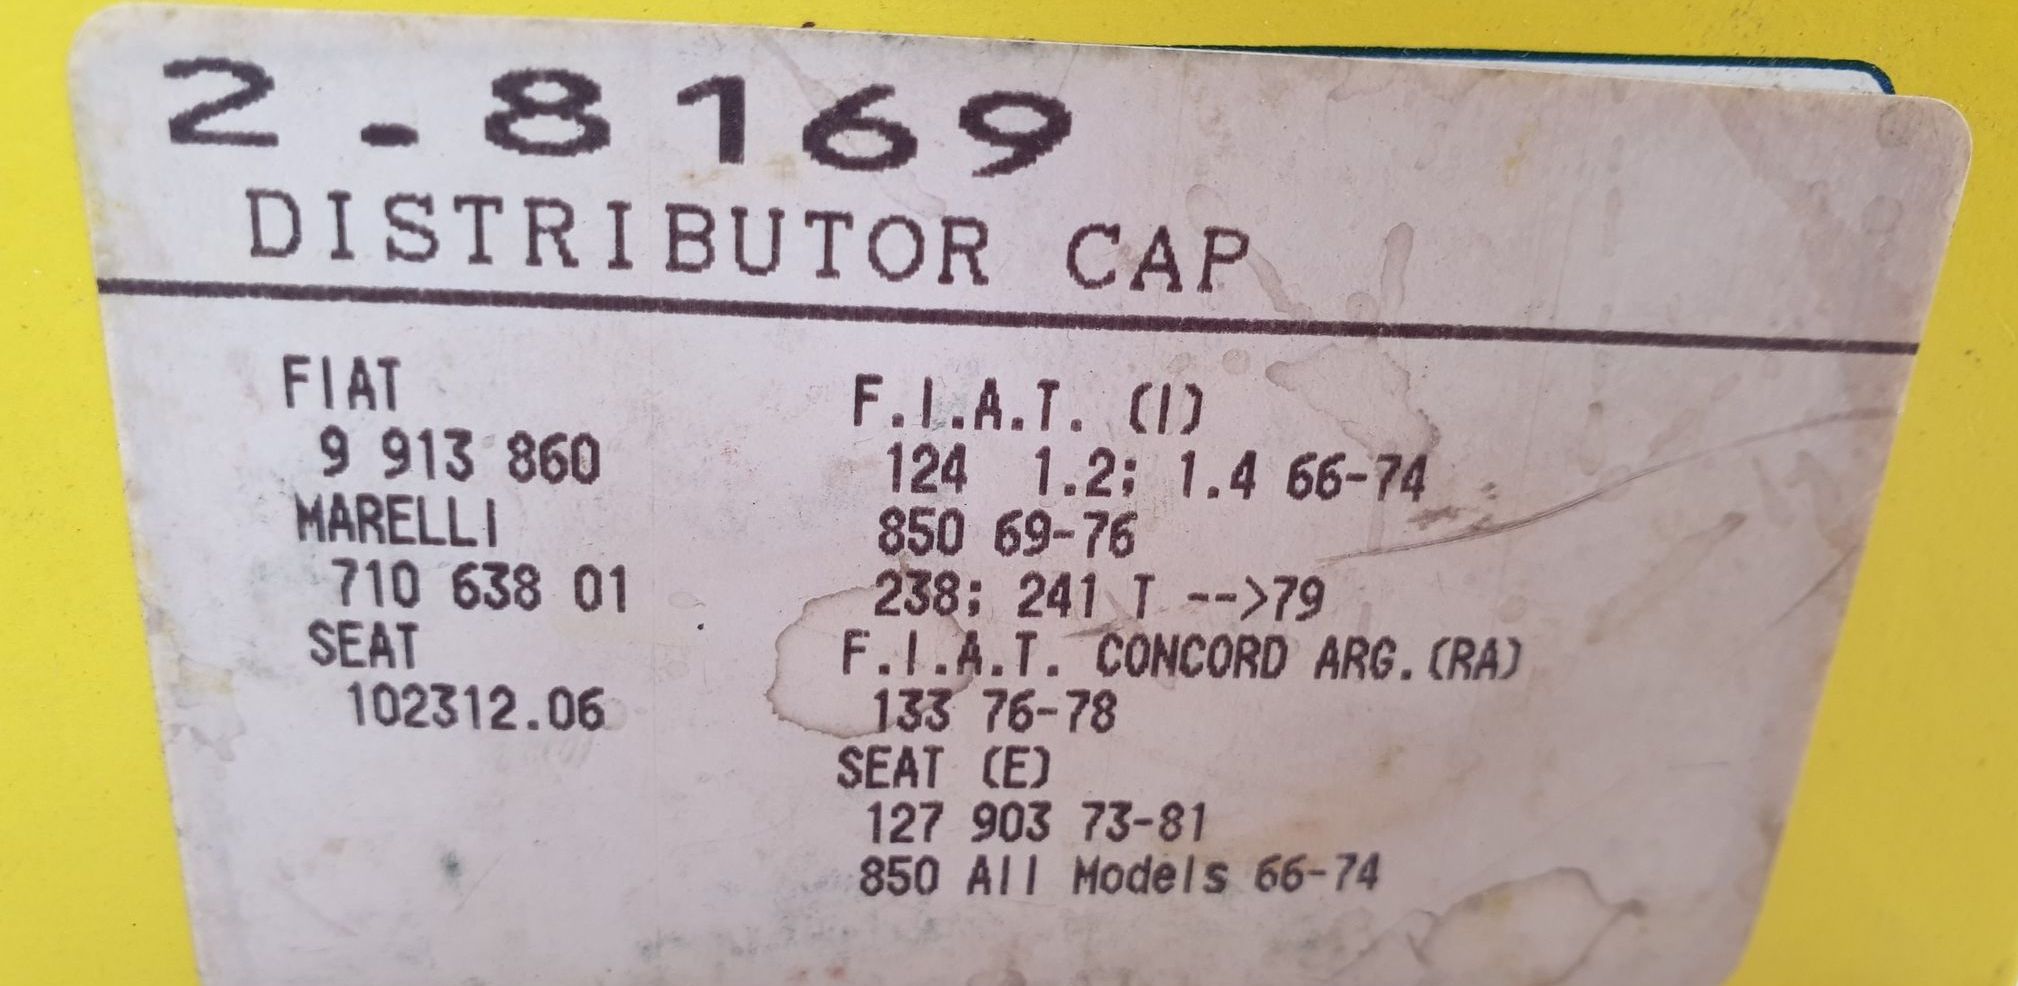 2-8169
DISTRIBUTOR CAP
FIAT
9 913 860
MARELLI
710 638 01
SEAT
102312.06
F.I.A.T. (I)
124 1.2; 1.4 66-74
850 69-76
238; 241 T -->79
F.I.A.T. CONCORD ARG.(RA)
133 76-78
SEAT (E)
127 903 73-81
850 All Models 66-74